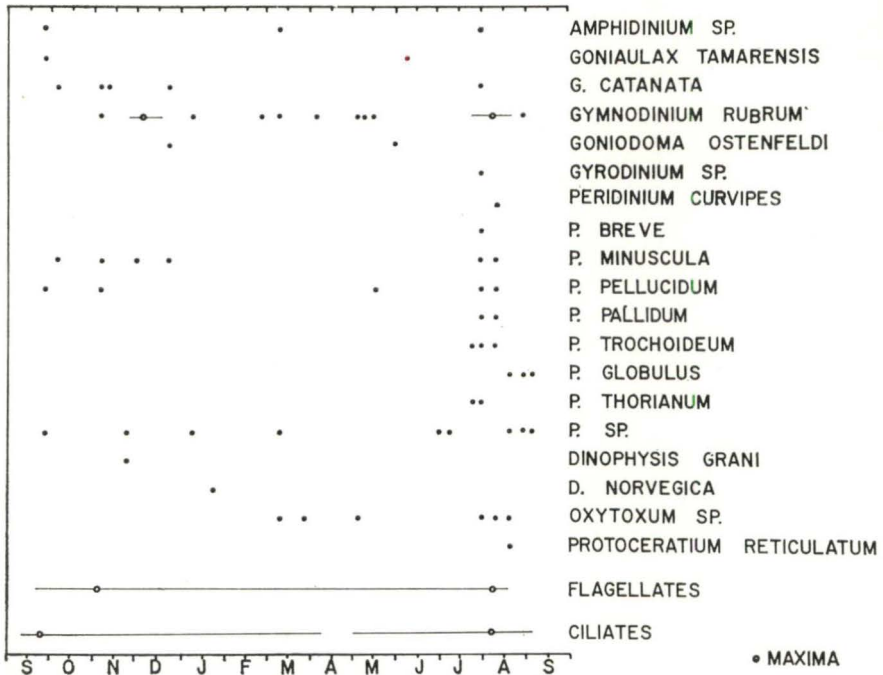 AMPHIDINIUM SP.
GONIAULAX TAMARENSIS
G. CATANATA
GYMNODINIUM RUBRUM
GONIODOMA OSTENFELDI
GYRODINIUM SP.
PERIDINIUM CURVIPES
P. BREVE
P. MINUSCULA
P. PELLUCIDUM
P. PALLIDUM
P. TROCHOIDEUM
P. GLOBULUS
P. THORIANUM
P. SP.
DINOPHYSIS GRANI
D. NORVEGICA
OXYTOXUM SP.
PROTOCERATIUM RETICULATUM
FLAGELLATES
CILIATES
S O N D J F M A M J J A S
MAXIMA